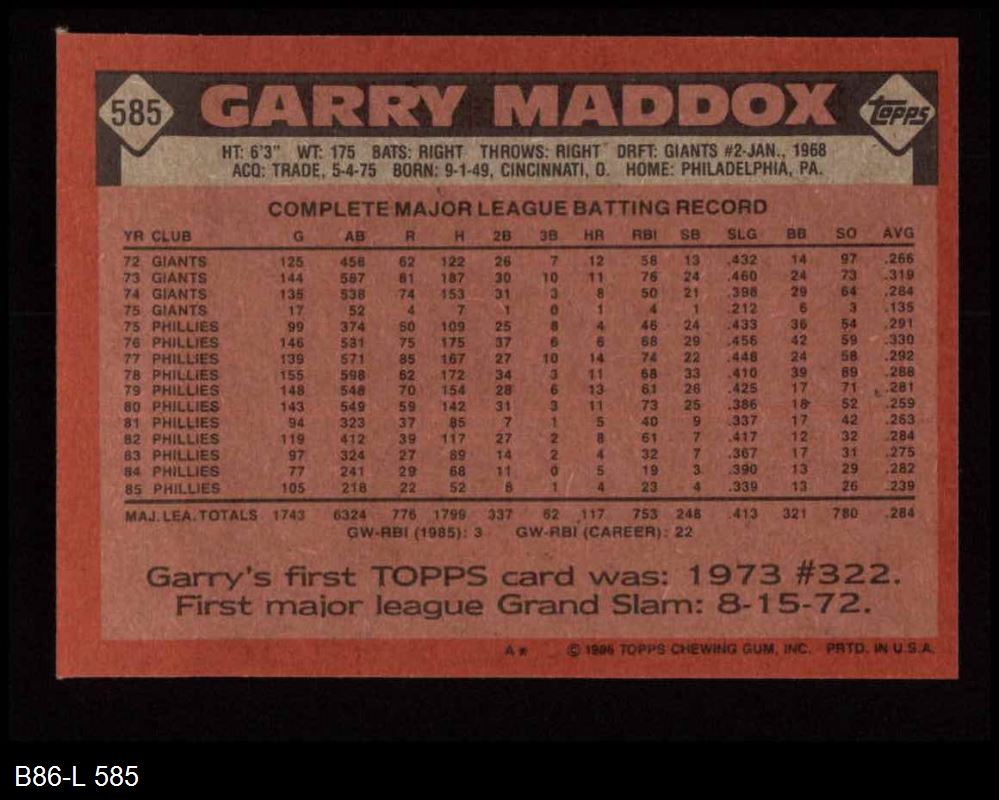 585 GARRY MADDOX Topps
HT: 6'3" WT: 175 BATS: RIGHT THROWS: RIGHT DRFT: GIANTS #2-JAN., 1968
ACQ: TRADE, 5-4-75 BORN: 9-1-49, CINCINNATI, O. HOME: PHILADELPHIA, PA.
COMPLETE MAJOR LEAGUE BATTING RECORD
YR CLUB G AB R H 2B 3B HR RBI SB SLG BB SO AVG
72 GIANTS 125 458 62 122 26 7 12 58 13 .432 14 97 .266
73 GIANTS 144 587 81 187 30 10 11 76 24 .460 24 73 .319
74 GIANTS 135 538 74 153 31 3 8 50 21 .398 29 64 .284
75 GIANTS 17 52 4 7 1 0 1 4 1 .212 6 3 .135
75 PHILLIES 99 374 50 109 25 8 4 46 24 .433 36 54 .291
76 PHILLIES 146 531 75 175 37 6 6 68 29 .456 42 59 .330
77 PHILLIES 139 571 85 167 27 10 14 74 22 .448 24 58 .292
78 PHILLIES 155 598 62 172 34 3 11 68 33 .410 39 89 .288
79 PHILLIES 148 548 70 154 28 6 13 61 26 .425 17 71 .281
80 PHILLIES 143 549 59 142 31 3 11 73 25 .386 18 52 .259
81 PHILLIES 94 323 37 85 7 1 5 40 9 .337 17 42 .263
82 PHILLIES 119 412 39 117 27 2 8 61 7 .417 12 32 .284
83 PHILLIES 97 324 27 89 14 2 4 32 7 .367 17 31 .275
84 PHILLIES 77 241 29 68 11 0 5 19 3 .390 13 29 .282
85 PHILLIES 105 218 22 52 8 1 4 23 4 .339 13 26 .239
MAJ. LEA. TOTALS 1743 6324 776 1799 337 62 117 753 248 .413 321 780 .284
GW-RBI (1985): 3 GW-RBI (CAREER): 22
Garry's first TOPPS card was: 1973 #322.
First major league Grand Slam: 8-15-72.
A* © 1986 TOPPS CHEWING GUM, INC. PRTD. IN U.S.A.
B86-L 585